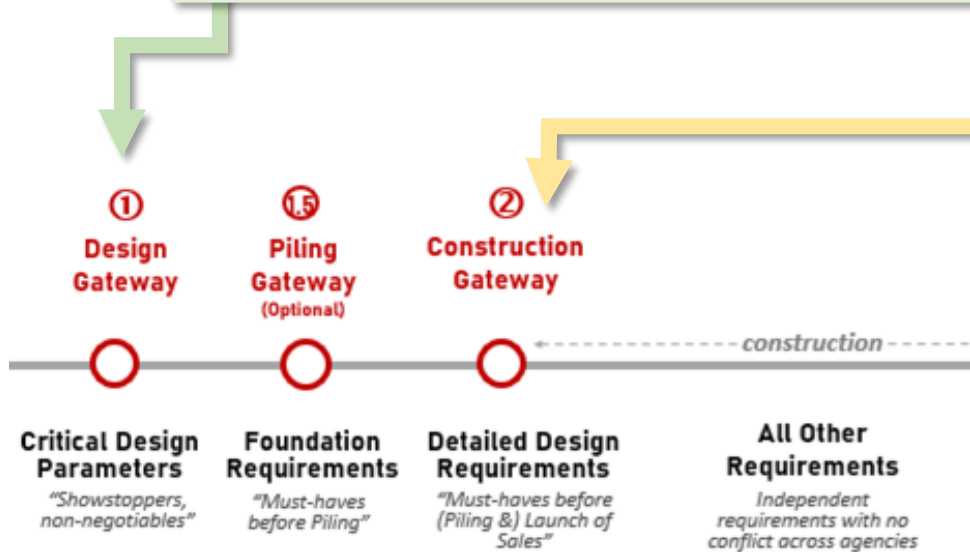 ①
Design
Gateway
1.5
Piling
Gateway
(Optional)
②
Construction
Gateway
construction
Critical Design
Parameters
"Showstoppers,
non-negotiables"
Foundation
Requirements
"Must-haves
before Piling"
Detailed Design
Requirements
"Must-haves before
(Piling &) Launch of
Sales"
All Other
Requirements
Independent
requirements with no
conflict across agencies